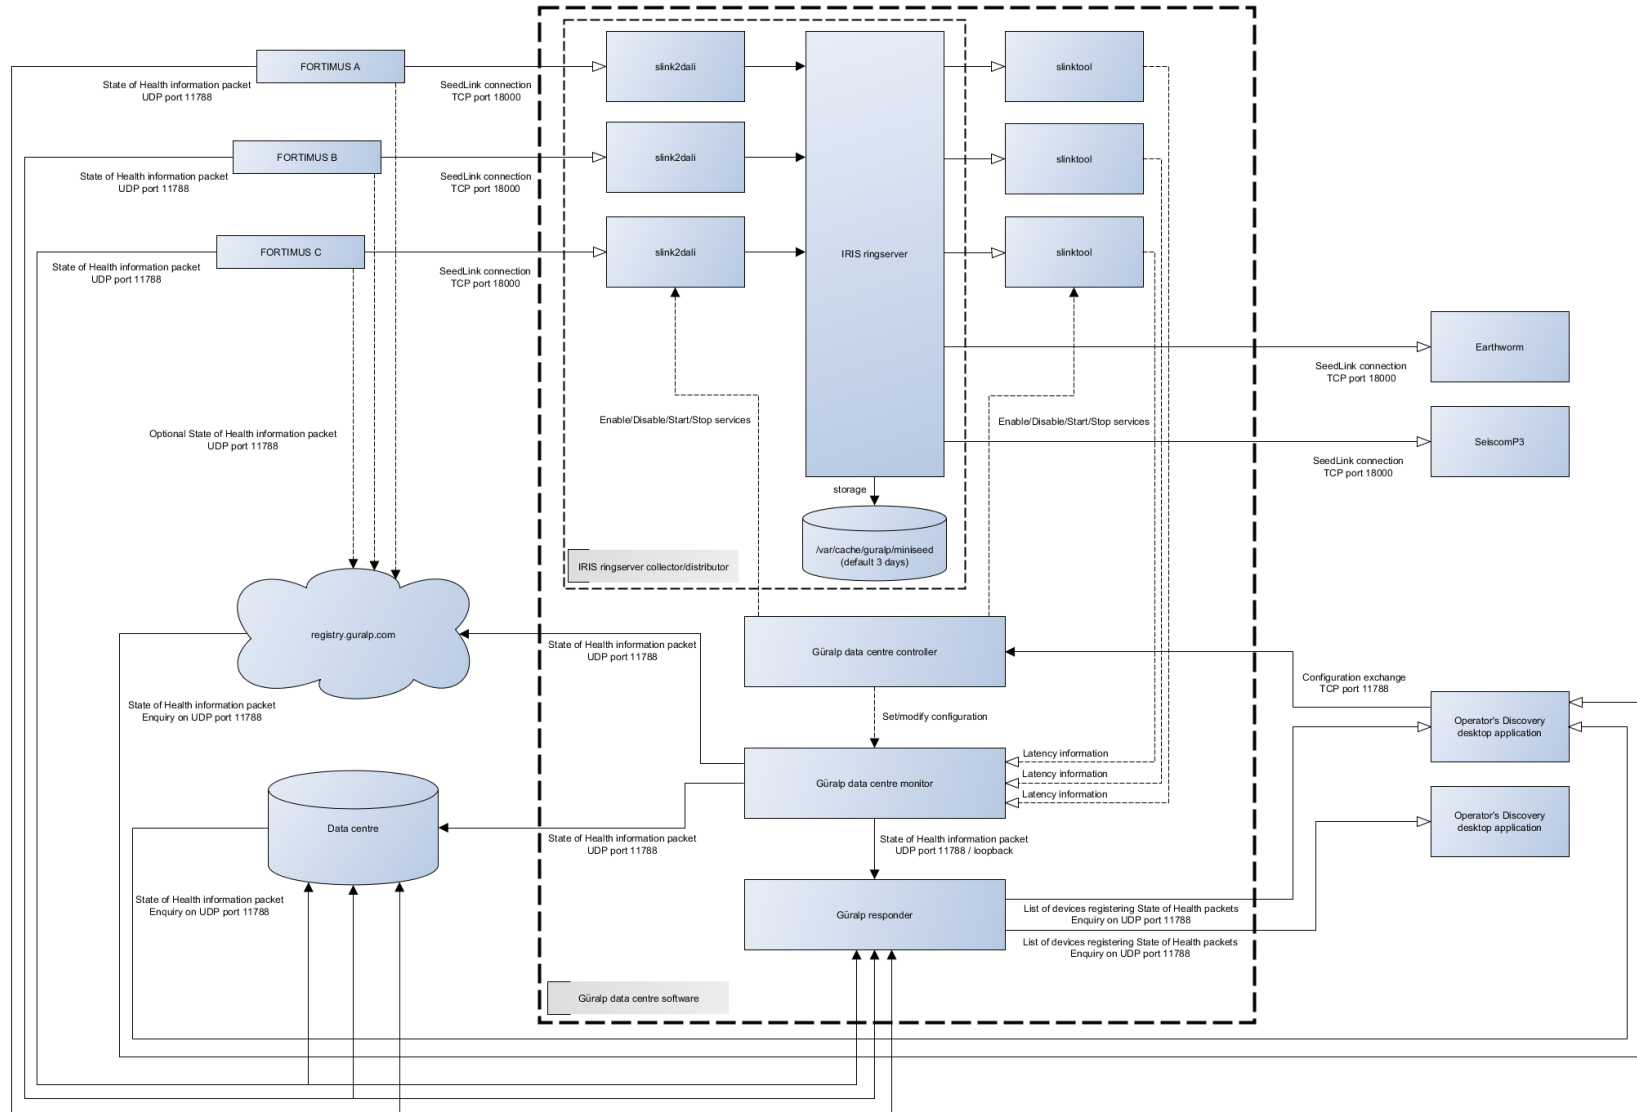 FORTIMUS A
State of Health information packet
UDP port 11788
SeedLink connection
TCP port 18000
slink2dali
slinktool
FORTIMUS B
State of Health information packet
UDP port 11788
SeedLink connection
TCP port 18000
slink2dali
slinktool
FORTIMUS C
State of Health information packet
UDP port 11788
SeedLink connection
TCP port 18000
slink2dali
IRIS ringserver
slinktool
Earthworm
SeedLink connection
TCP port 18000
Enable/Disable/Start/Stop services
Enable/Disable/Start/Stop services
Optional State of Health information packet
UDP port 11788
SeiscomP3
SeedLink connection
TCP port 18000
storage
/var/cache/guralp/miniseed
(default 3 days)
IRIS ringserver collector/distributor
registry.guralp.com
State of Health information packet
UDP port 11788
Güralp data centre controller
Configuration exchange
TCP port 11788
State of Health information packet
Enquiry on UDP port 11788
Set/modify configuration
Operator's Discovery
desktop application
Latency information
Latency information
Latency information
Güralp data centre monitor
Data centre
State of Health information packet
UDP port 11788
State of Health information packet
UDP port 11788 / loopback
Operator's Discovery
desktop application
State of Health information packet
Enquiry on UDP port 11788
Güralp responder
List of devices registering State of Health packets
Enquiry on UDP port 11788
List of devices registering State of Health packets
Enquiry on UDP port 11788
Güralp data centre software